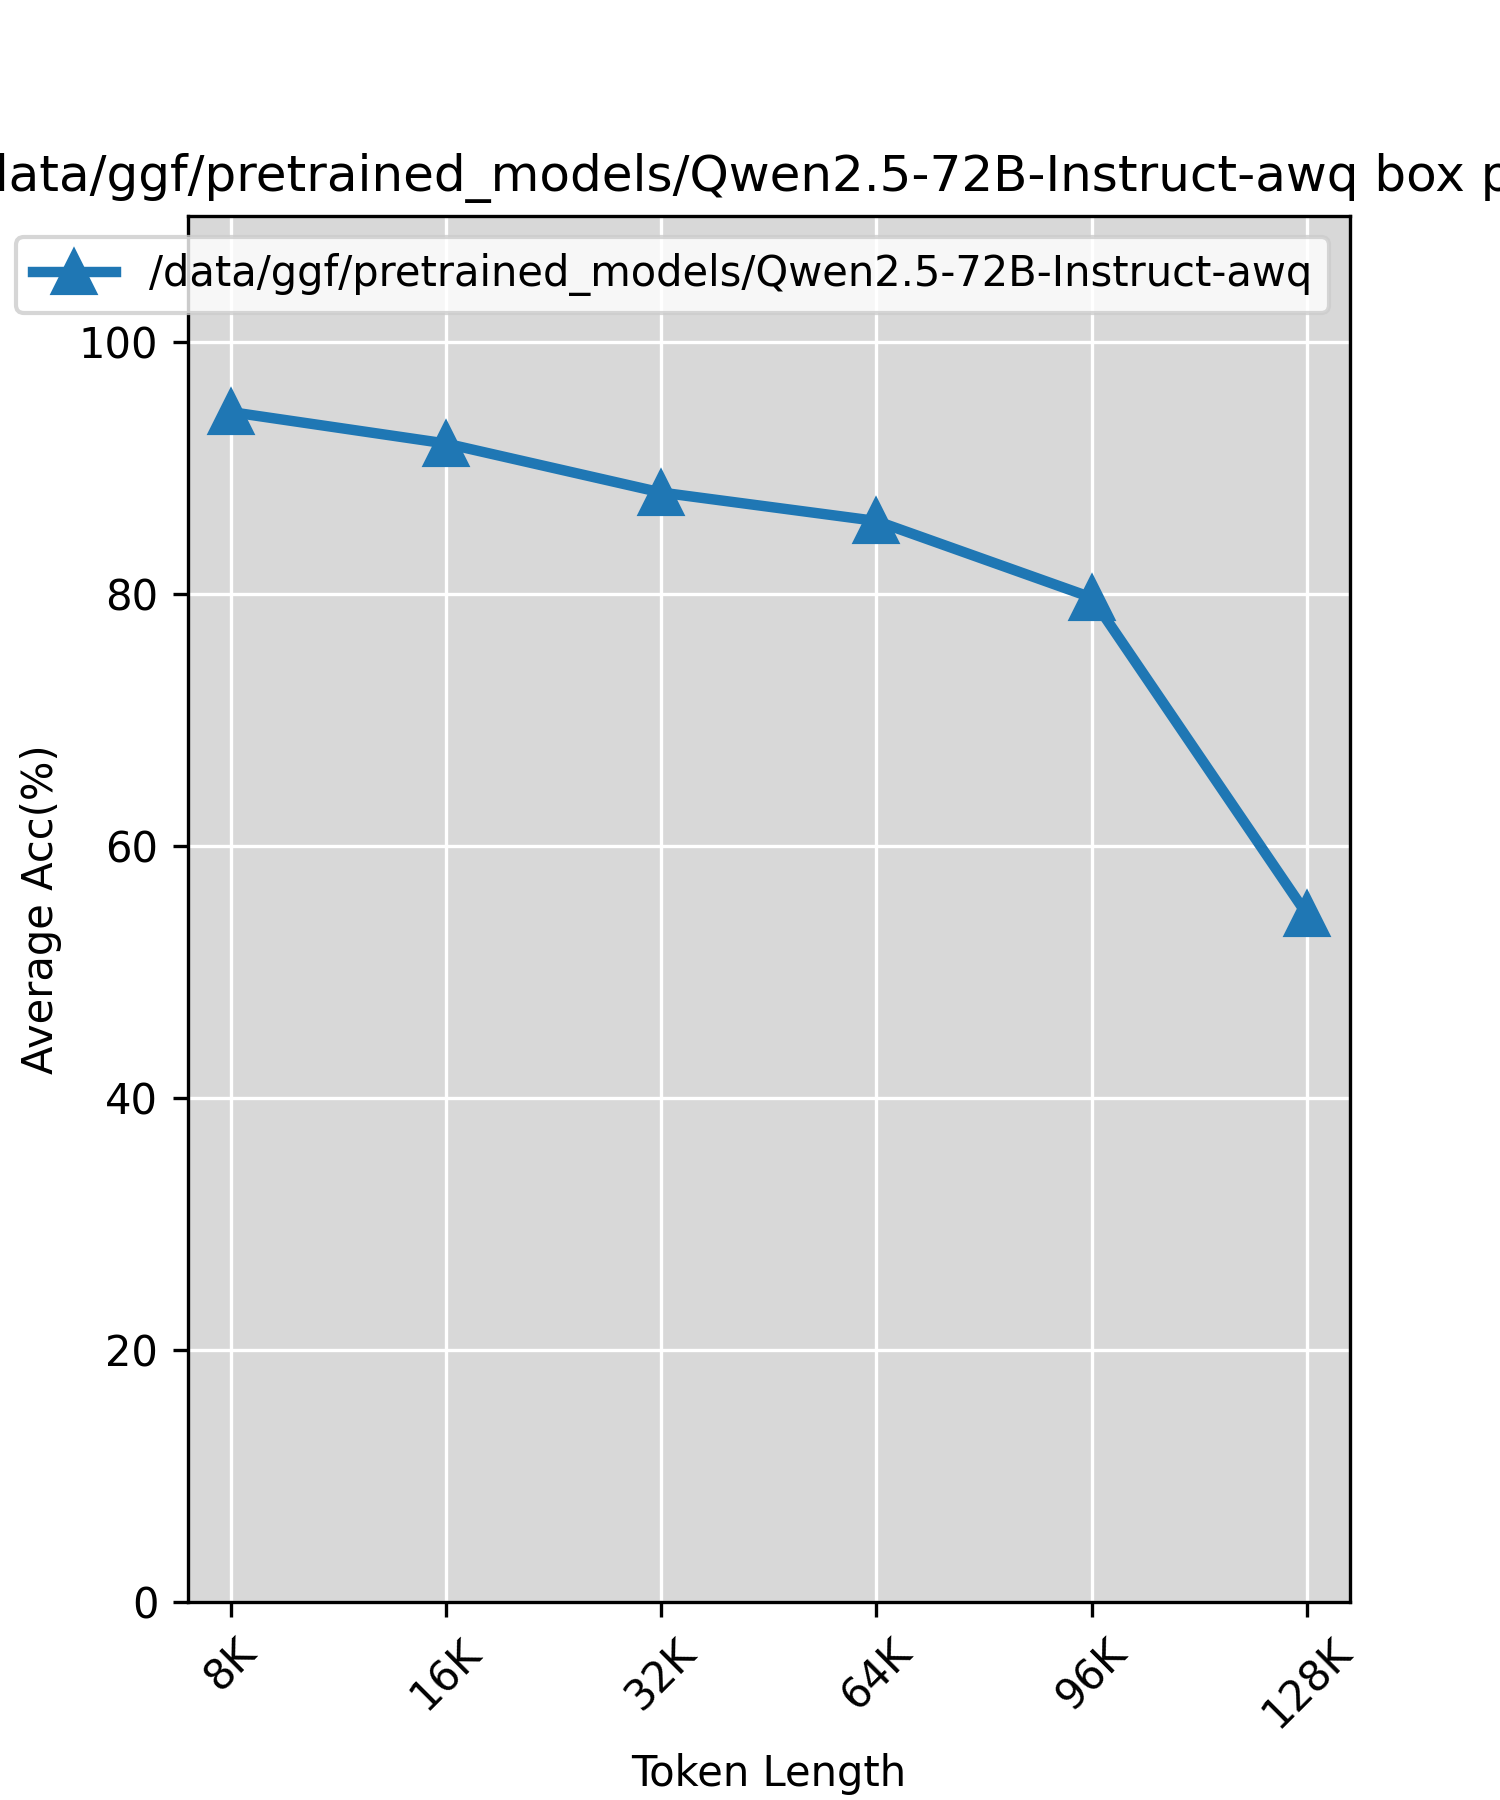 data/ggf/pretrained_models/Qwen2.5-72B-Instruct-awq box
/data/ggf/pretrained_models/Qwen2.5-72B-Instruct-awq
100
80
60
40
20
0
Average Acc(%)
8K 16K 32K 64K 96K 128K
Token Length